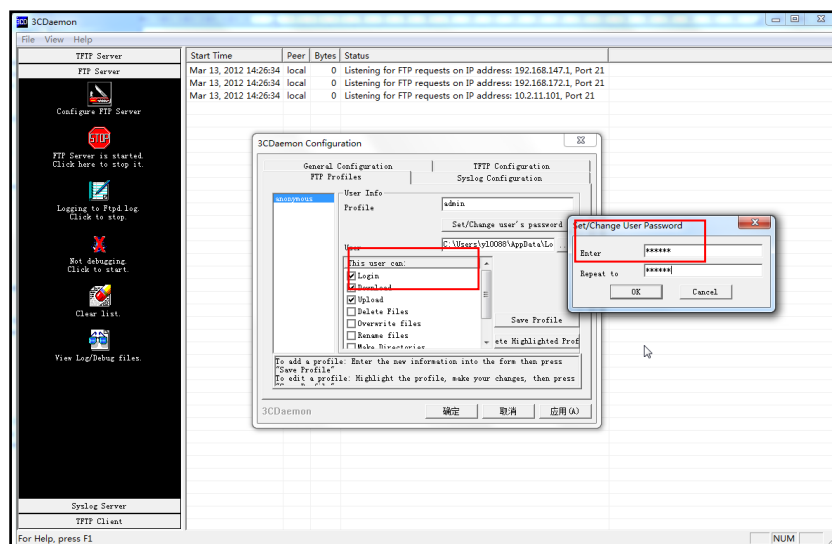 3CDaemon
File View Help
TFTP Server
FTP Server
Configure FTP Server
STOP
FTP Server is started.
Click here to stop it.
Logging to Ftpd.log.
Click to stop.
Not debugging.
Click to start.
Clear list.
View Log/Debug files.
Syslog Server
TFTP Client
Start Time Peer Bytes Status
Mar 13, 2012 14:26:34 local 0 Listening for FTP requests on IP address: 192.168.147.1, Port 21
Mar 13, 2012 14:26:34 local 0 Listening for FTP requests on IP address: 192.168.172.1, Port 21
Mar 13, 2012 14:26:34 local 0 Listening for FTP requests on IP address: 10.2.11.101, Port 21
3CDaemon Configuration
General Configuration TFTP Configuration
FTP Profiles Syslog Configuration
anonymous
User Info
Profile admin
Set/Change user's password
User C:\Users\yl0088\AppData\Lo ..
This user can:
Login
Download
Upload
Delete Files
Overwrite files
Rename files
Make Directories
Save Profile
ete Highlighted Prof
To add a profile: Enter the new information into the form then press
"Save Profile"
To edit a profile: Highlight the profile, make your changes, then press
3CDaemon
确定 取消 应用(A)
Set/Change User Password
Enter ******
Repeat to ******
OK Cancel
For Help, press F1
NUM